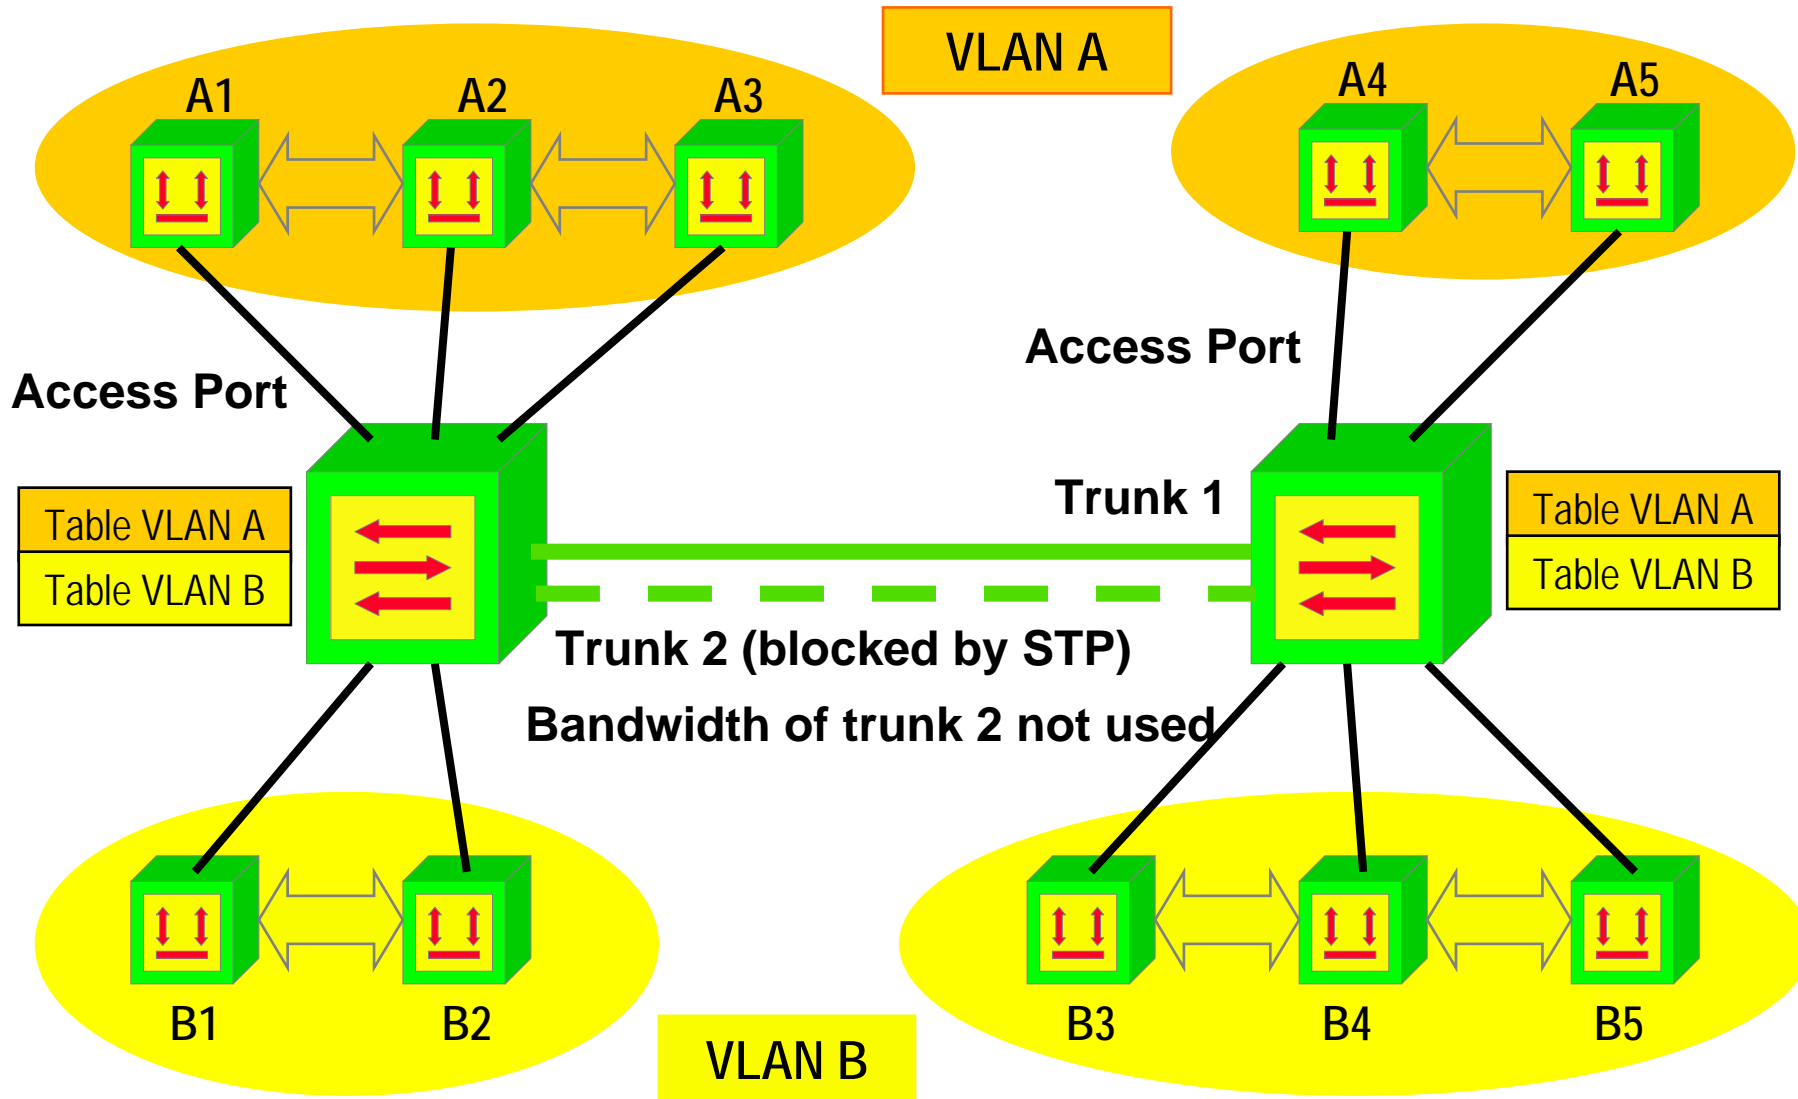 VLAN A
A1
A2
A3
A4
A5
Access Port
Access Port
Trunk 1
Table VLAN A
Table VLAN B
Table VLAN A
Table VLAN B
Trunk 2 (blocked by STP)
Bandwidth of trunk 2 not used
B1
B2
B3
B4
B5
VLAN B